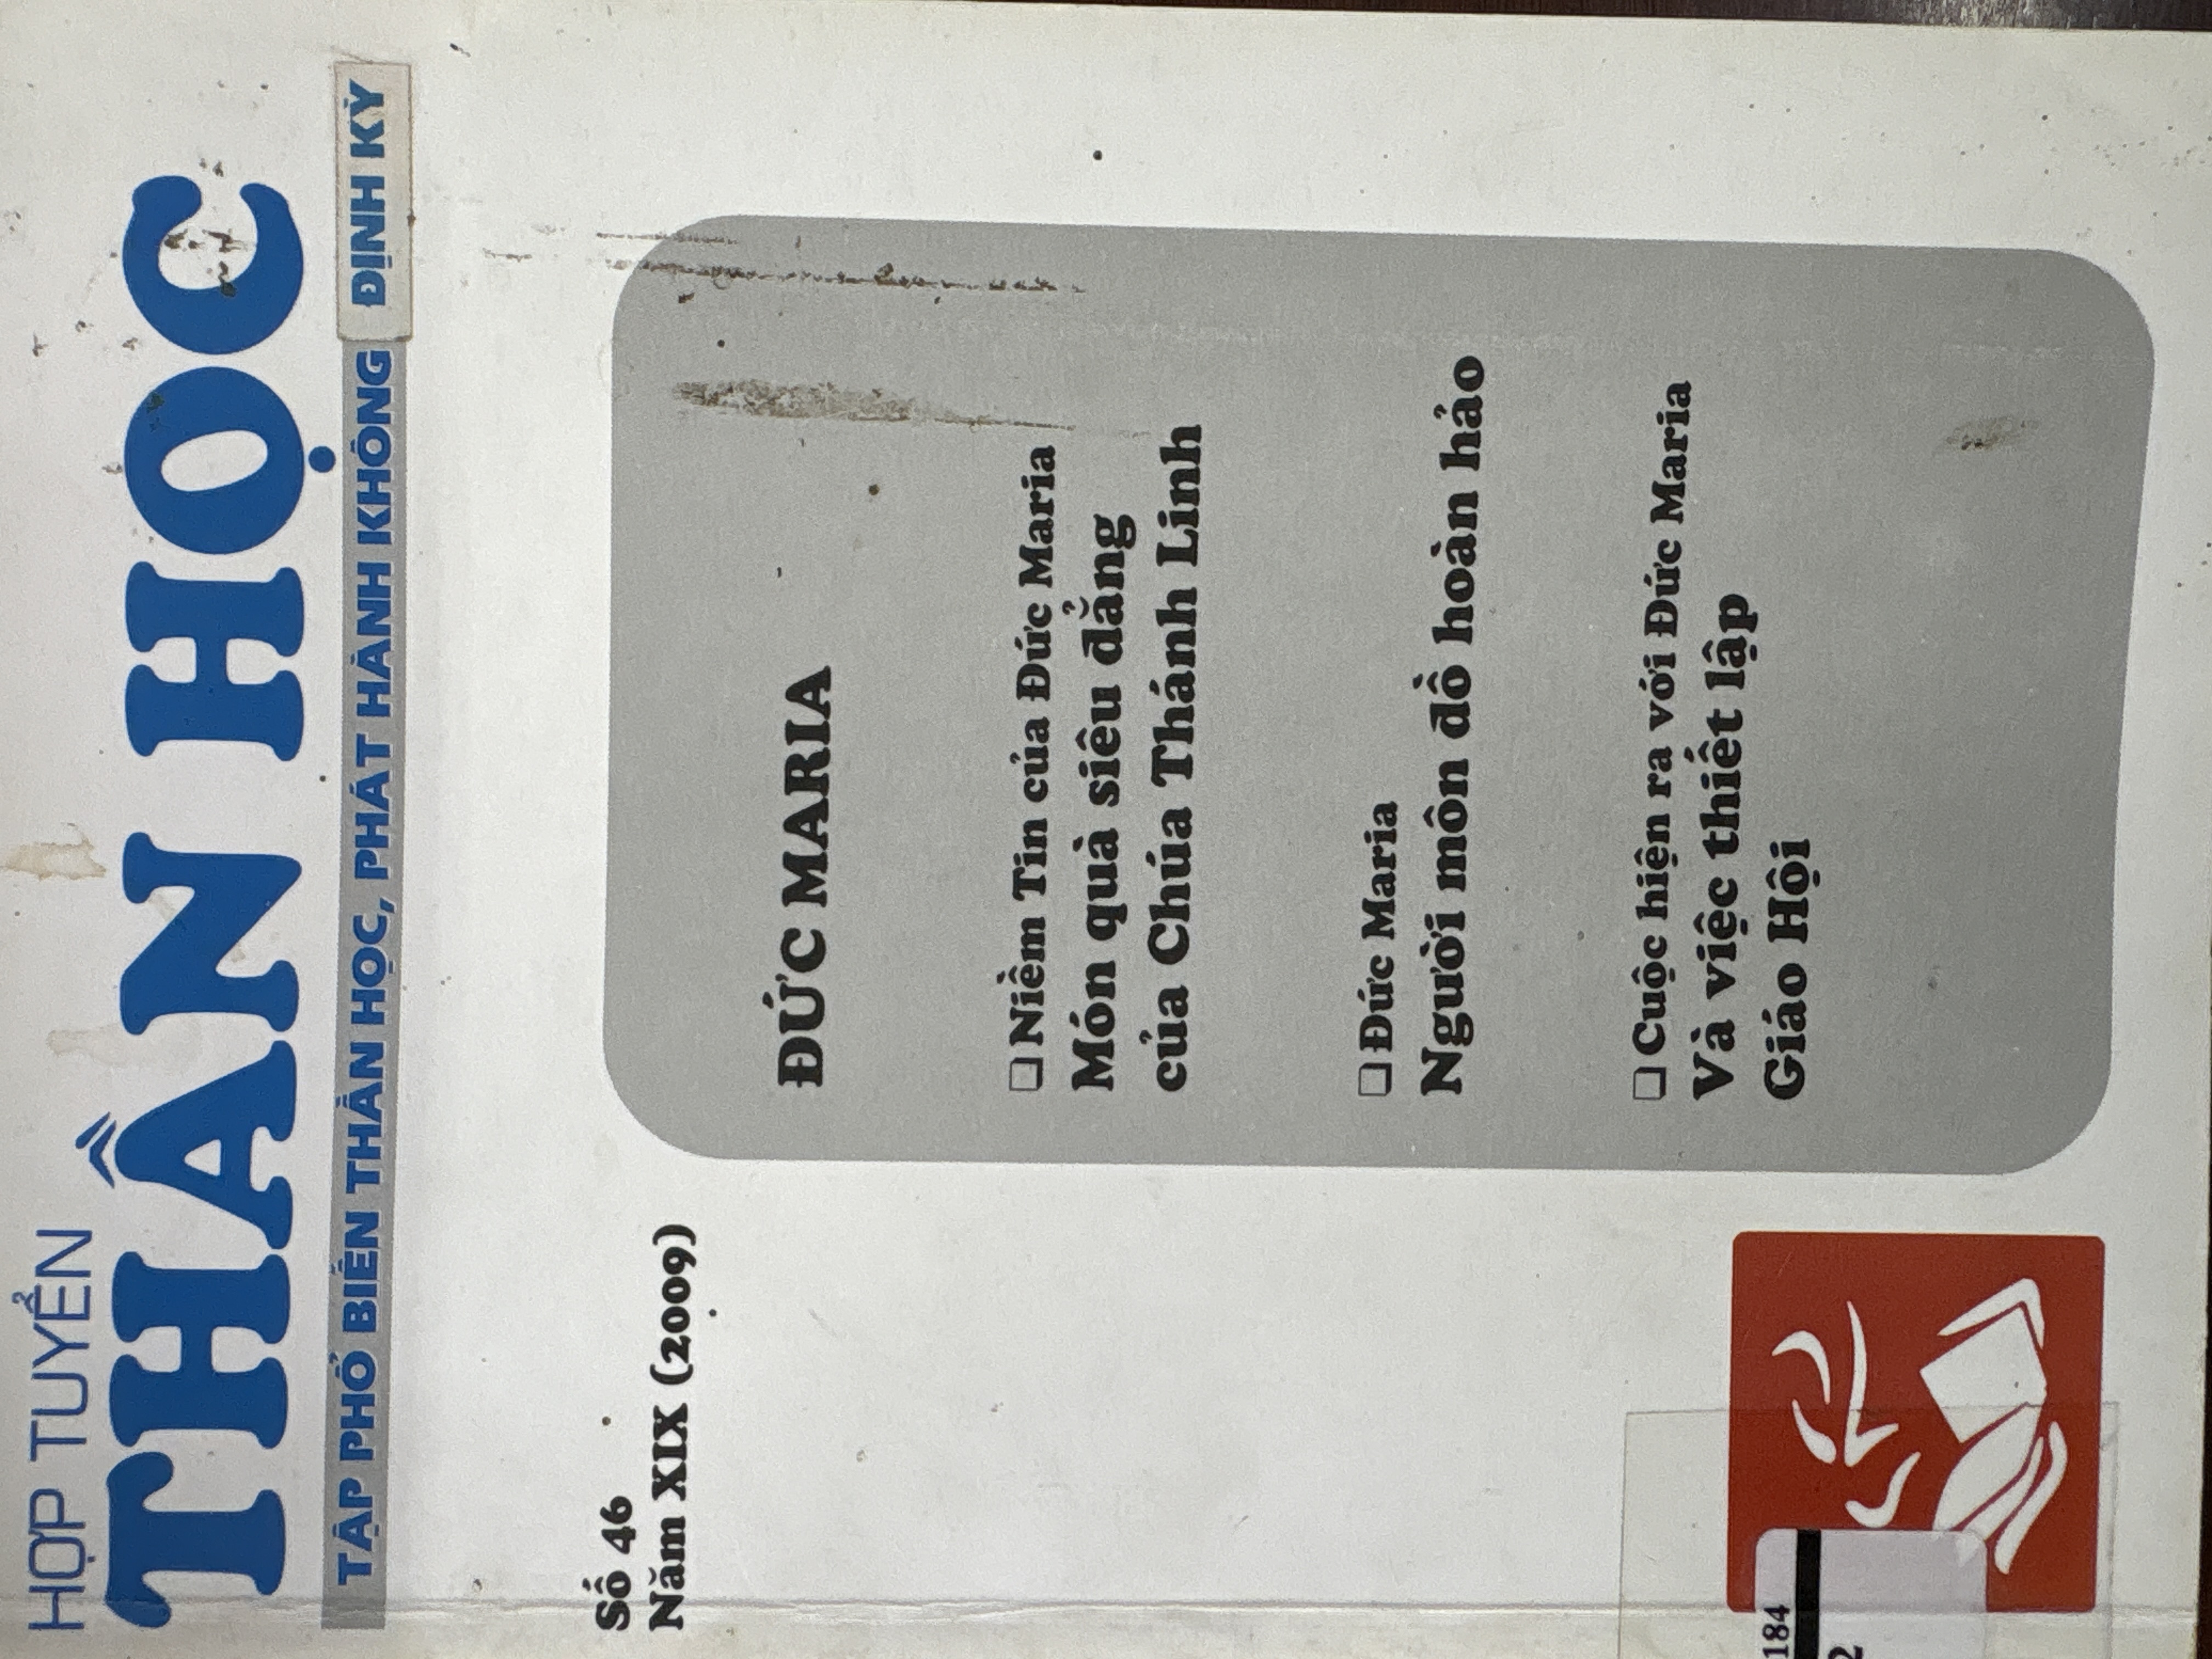 HỢP TUYỂN
THẦN HỌC
TẬP PHỔ BIẾN THẦN HỌC, PHÁT HÀNH KHÔNG ĐỊNH KỲ
Số 46
Năm XIX (2009)
ĐỨC MARIA
❏ Niềm Tin của Đức Maria
Món quà siêu đẳng
của Chúa Thánh Linh
❏ Đức Maria
Người môn đồ hoàn hảo
❏ Cuộc hiện ra với Đức Maria
Và việc thiết lập
Giáo Hội
184
2